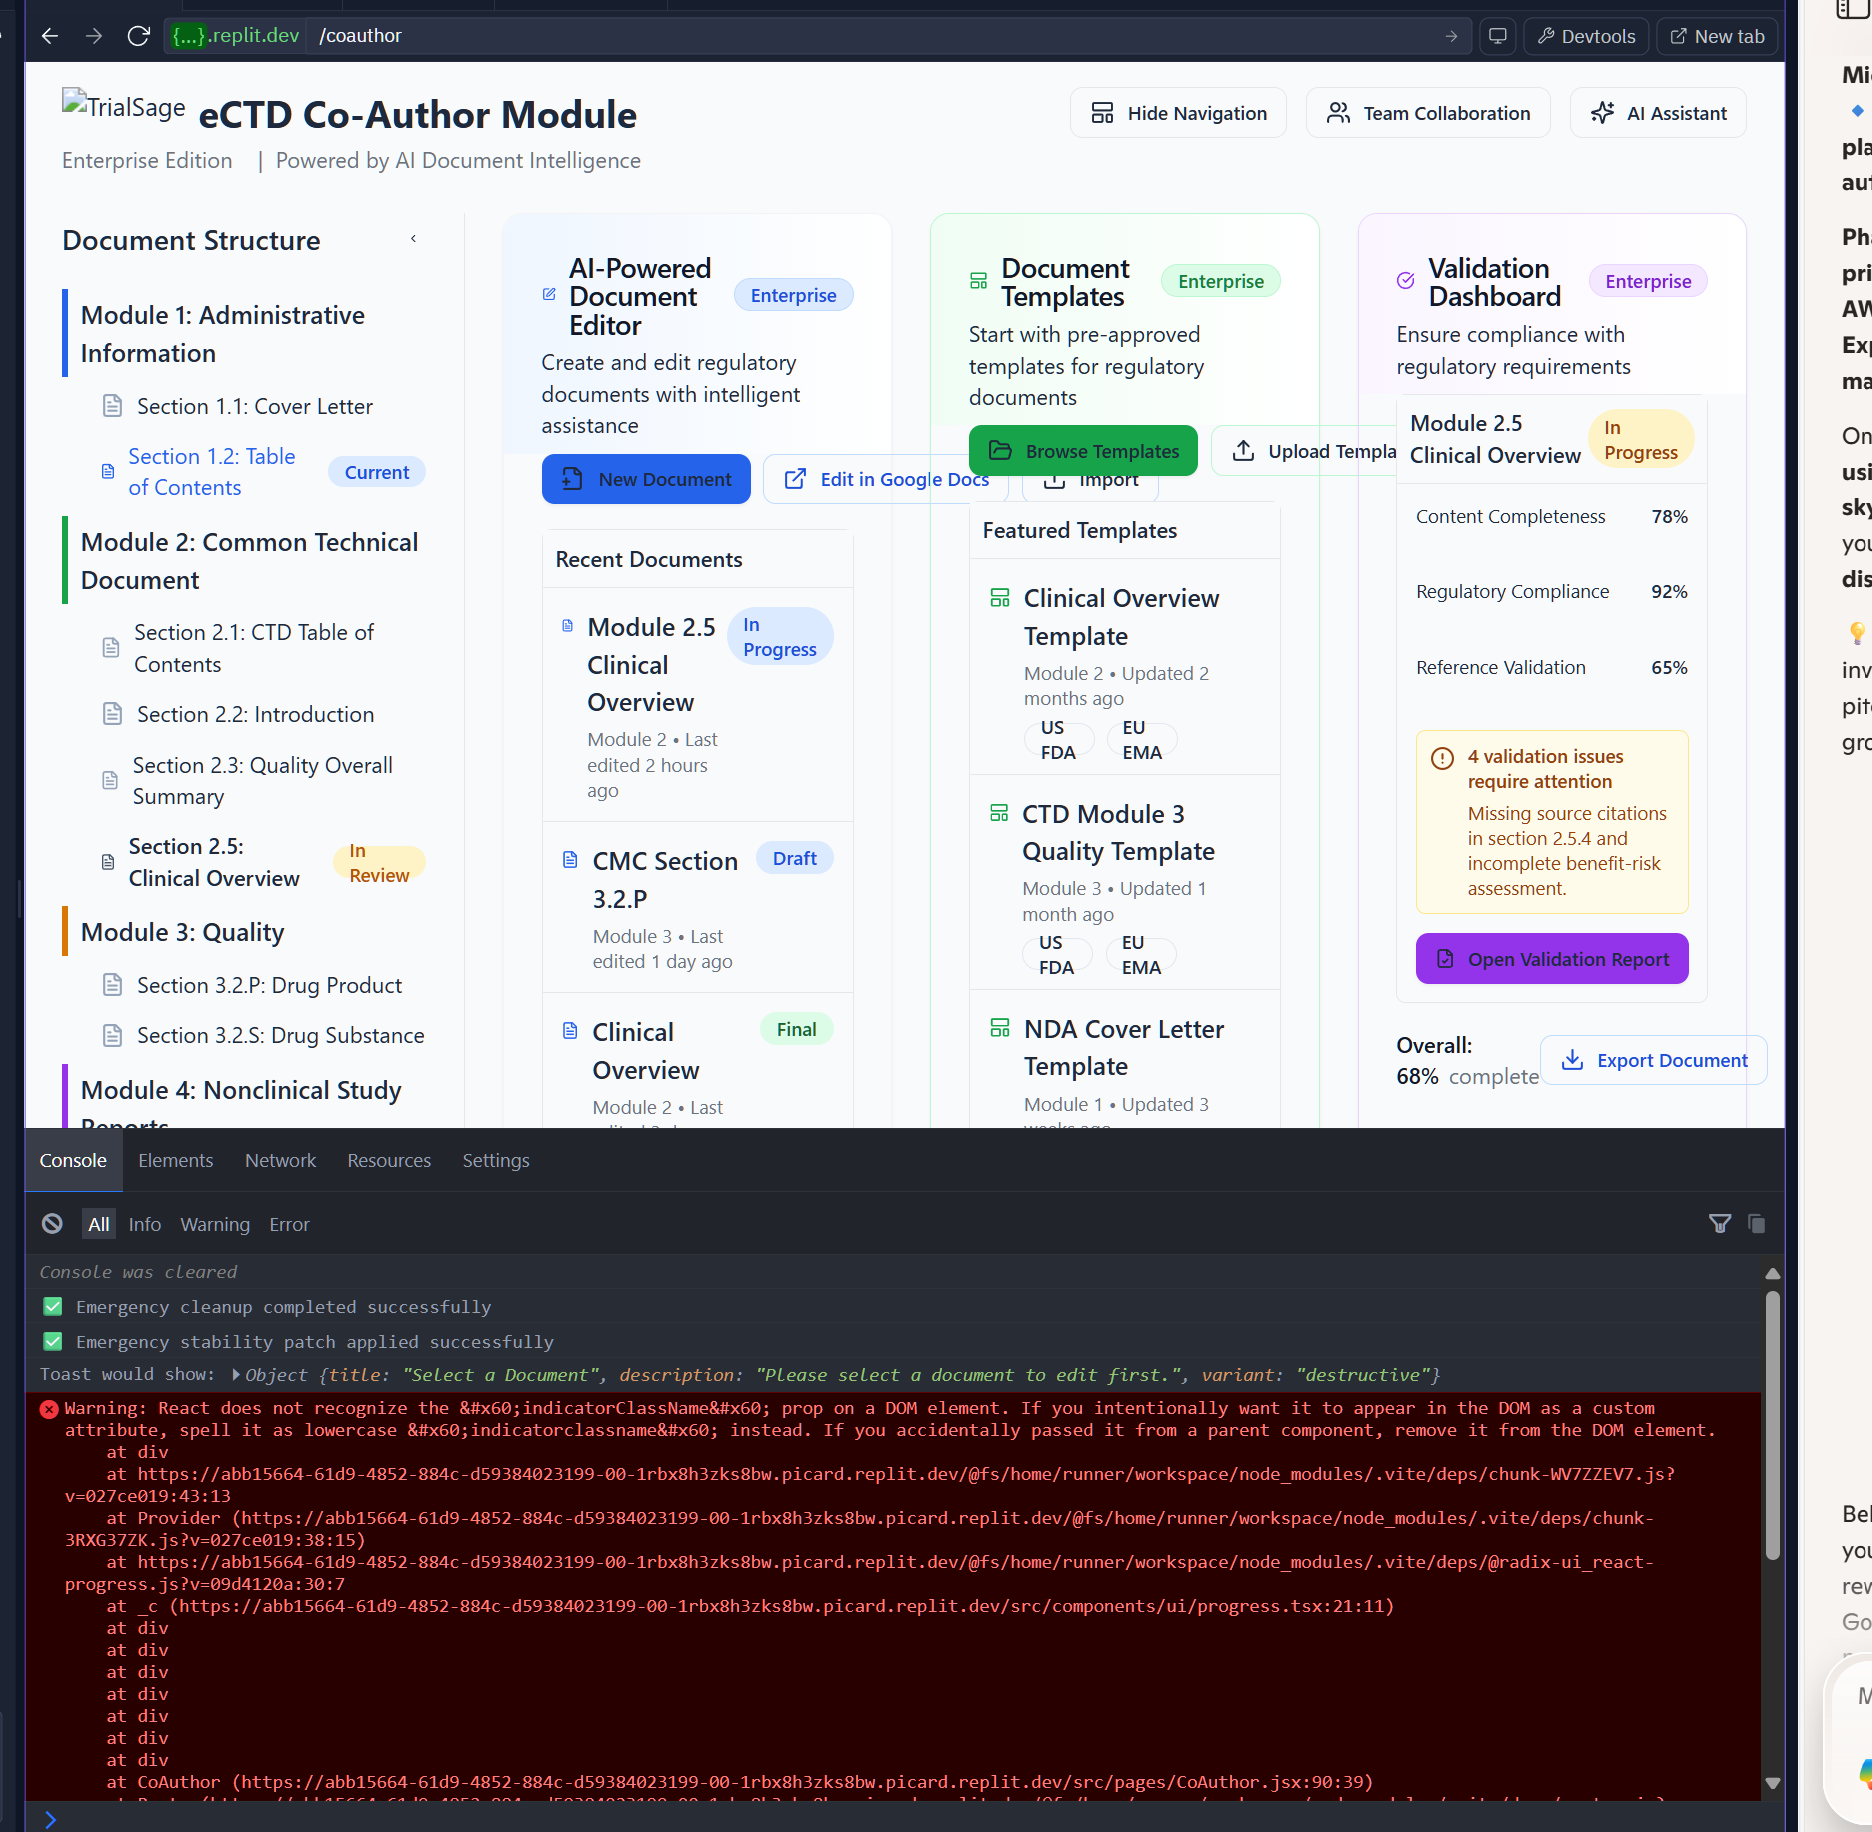 {...}.replit.dev /coauthor
Devtools
New tab
TrialSage eCTD Co-Author Module
Enterprise Edition | Powered by AI Document Intelligence
Hide Navigation
Team Collaboration
AI Assistant
Document Structure
Module 1: Administrative
Information
Section 1.1: Cover Letter
Section 1.2: Table
of Contents
Current
Module 2: Common Technical
Document
Section 2.1: CTD Table of
Contents
Section 2.2: Introduction
Section 2.3: Quality Overall
Summary
Section 2.5:
Clinical Overview
In
Review
Module 3: Quality
Section 3.2.P: Drug Product
Section 3.2.S: Drug Substance
Module 4: Nonclinical Study
Reports
AI-Powered
Document
Editor
Enterprise
Create and edit regulatory
documents with intelligent
assistance
New Document
Edit in Google Docs
Import
Recent Documents
Module 2.5
Clinical
Overview
In
Progress
Module 2 • Last
edited 2 hours
ago
CMC Section
3.2.P
Draft
Module 3 • Last
edited 1 day ago
Clinical
Overview
Final
Module 2 • Last
Document
Templates
Enterprise
Start with pre-approved
templates for regulatory
documents
Browse Templates
Upload Templa
Featured Templates
Clinical Overview
Template
Module 2 • Updated 2
months ago
US
FDA
EU
EMA
CTD Module 3
Quality Template
Module 3 • Updated 1
month ago
US
FDA
EU
EMA
NDA Cover Letter
Template
Module 1 • Updated 3
weeks ago
Validation
Dashboard
Enterprise
Ensure compliance with
regulatory requirements
Module 2.5
Clinical Overview
In
Progress
Content Completeness 78%
Regulatory Compliance 92%
Reference Validation 65%
4 validation issues
require attention
Missing source citations
in section 2.5.4 and
incomplete benefit-risk
assessment.
Open Validation Report
Overall:
68% complete
Export Document
Console Elements Network Resources Settings
All Info Warning Error
Console was cleared
✅ Emergency cleanup completed successfully
✅ Emergency stability patch applied successfully
Toast would show: ▶Object {title: "Select a Document", description: "Please select a document to edit first.", variant: "destructive"}
Warning: React does not recognize the &#x60;indicatorClassName&#x60; prop on a DOM element. If you intentionally want it to appear in the DOM as a custom
attribute, spell it as lowercase &#x60;indicatorclassname&#x60; instead. If you accidentally passed it from a parent component, remove it from the DOM element.
at div
at https://abb15664-61d9-4852-884c-d59384023199-00-1rbx8h3zks8bw.picard.replit.dev/@fs/home/runner/workspace/node_modules/.vite/deps/chunk-WV7ZZEV7.js?
v=027ce019:43:13
at Provider (https://abb15664-61d9-4852-884c-d59384023199-00-1rbx8h3zks8bw.picard.replit.dev/@fs/home/runner/workspace/node_modules/.vite/deps/chunk-
3RXG37ZK.js?v=027ce019:38:15)
at https://abb15664-61d9-4852-884c-d59384023199-00-1rbx8h3zks8bw.picard.replit.dev/@fs/home/runner/workspace/node_modules/.vite/deps/@radix-ui_react-
progress.js?v=09d4120a:30:7
at _c (https://abb15664-61d9-4852-884c-d59384023199-00-1rbx8h3zks8bw.picard.replit.dev/src/components/ui/progress.tsx:21:11)
at div
at div
at div
at div
at div
at div
at div
at CoAuthor (https://abb15664-61d9-4852-884c-d59384023199-00-1rbx8h3zks8bw.picard.replit.dev/src/pages/CoAuthor.jsx:90:39)
Mi
pla
aut
Pha
pri
AW
Exp
ma
On
usi
sky
you
dis
inv
pit
gro
Bel
you
rev
Go
M